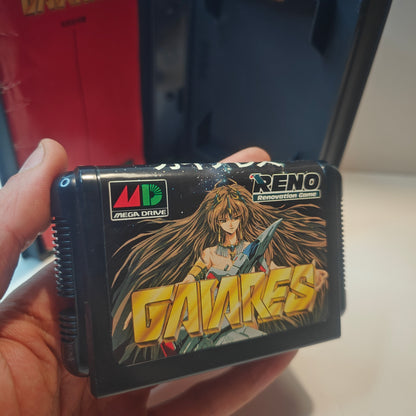 MD
MEGA DRIVE
RENO
Renovation Game
GAIARES